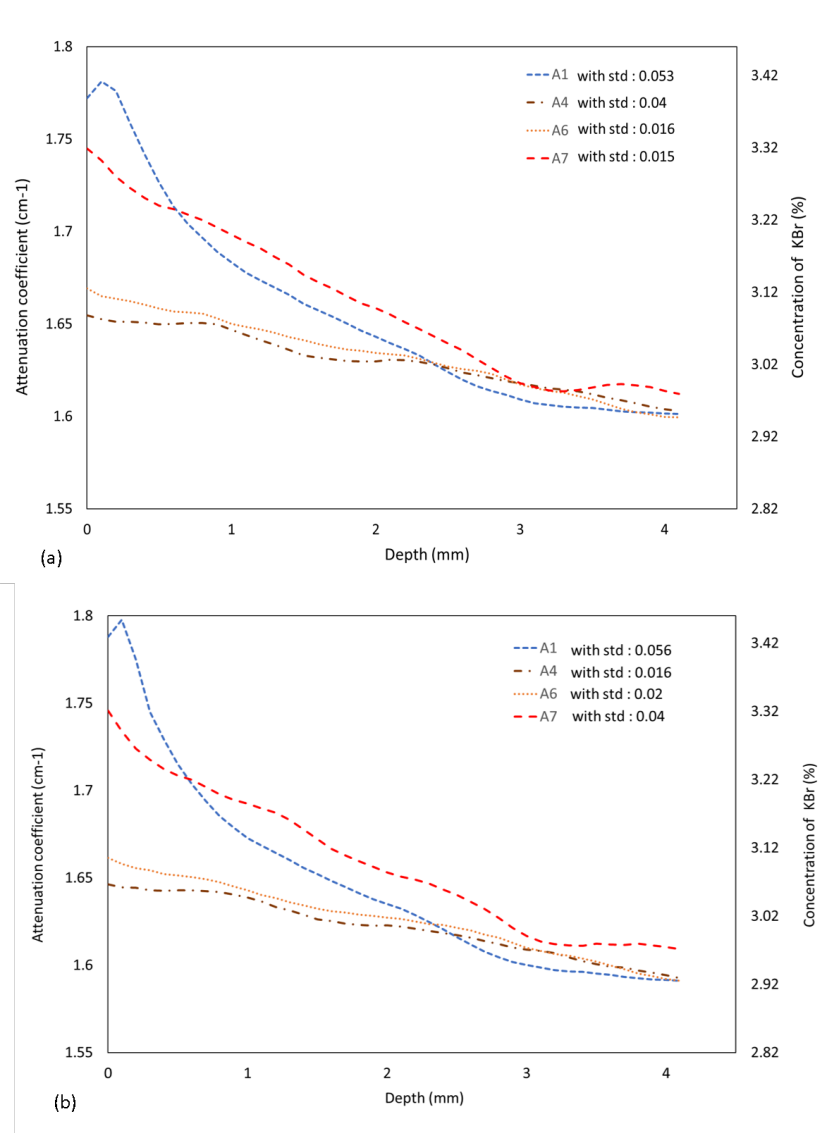 1.8
1.75
1.7
1.65
1.6
1.55
Attenuation coefficient (cm-1)
A1 with std : 0.053
A4 with std : 0.04
A6 with std : 0.016
A7 with std : 0.015
3.42
3.32
3.22
3.12
3.02
2.92
2.82
Concentration of KBr (%)
0 1 2 3 4
Depth (mm)
(a)
1.8
1.75
1.7
1.65
1.6
1.55
Attenuation coefficient (cm-1)
A1 with std : 0.056
A4 with std : 0.016
A6 with std : 0.02
A7 with std : 0.04
3.42
3.32
3.22
3.12
3.02
2.92
2.82
Concentration of KBr (%)
0 1 2 3 4
Depth (mm)
(b)